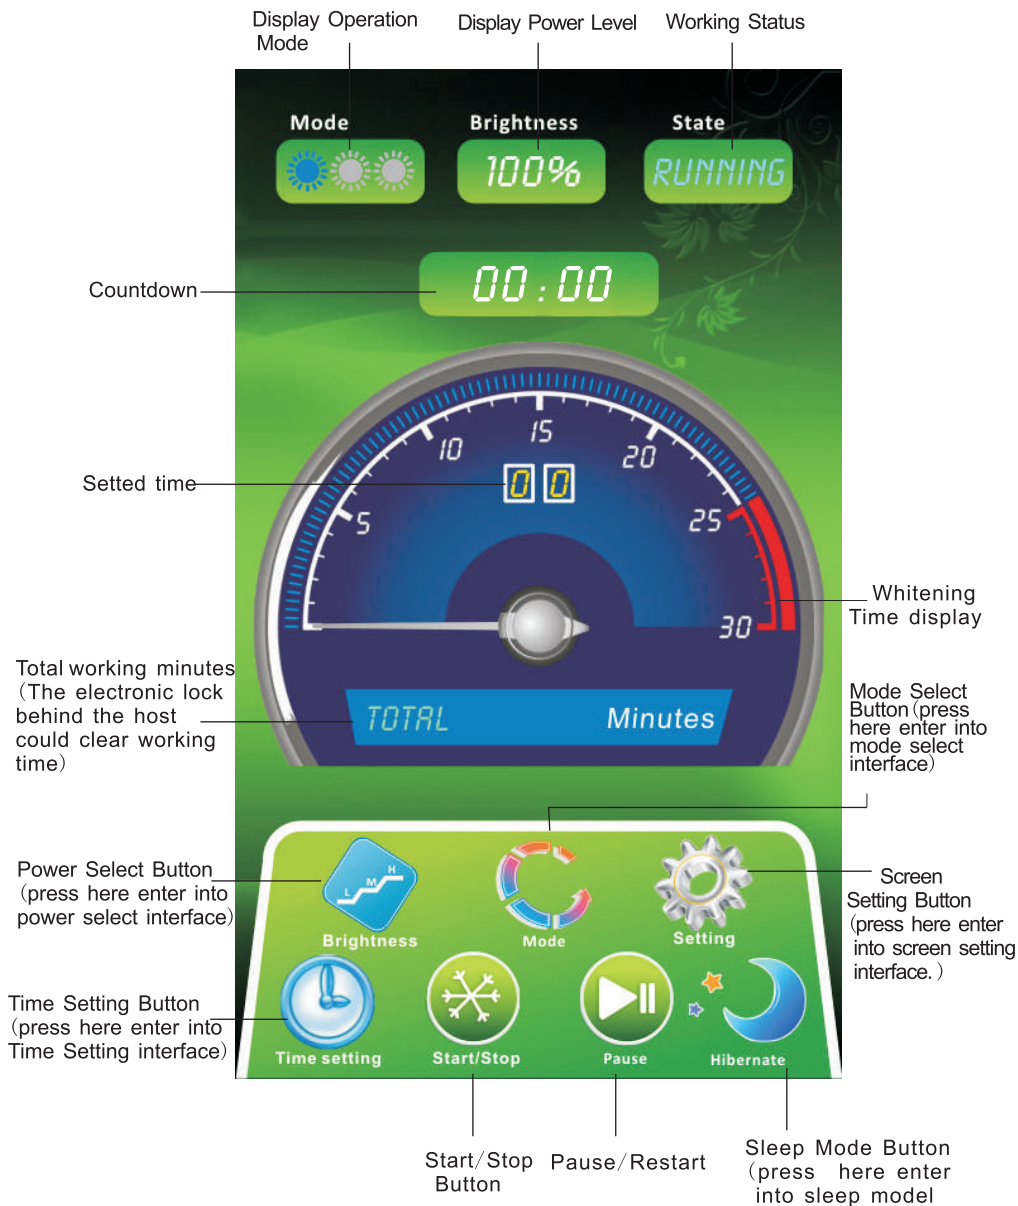 Display Operation
Mode
Display Power Level
Working Status
Mode
Brightness
State
100%
RUNNING
Countdown
00:00
Setted time
5
10
15
20
25
30
00
Whitening
Time display
Total working minutes
(The electronic lock
behind the host
could clear working
time)
TOTAL
Minutes
Mode Select
Button(press
here enter into
mode select
interface)
Power Select Button
(press here enter into
power select interface)
L M H
Brightness
Mode
Setting
Screen
Setting Button
(press here enter
into screen setting
interface.)
Time Setting Button
(press here enter into
Time Setting interface)
Time setting
Start/Stop
Pause
Hibernate
Start/Stop
Button
Pause/Restart
Sleep Mode Button
(press here enter
into sleep model